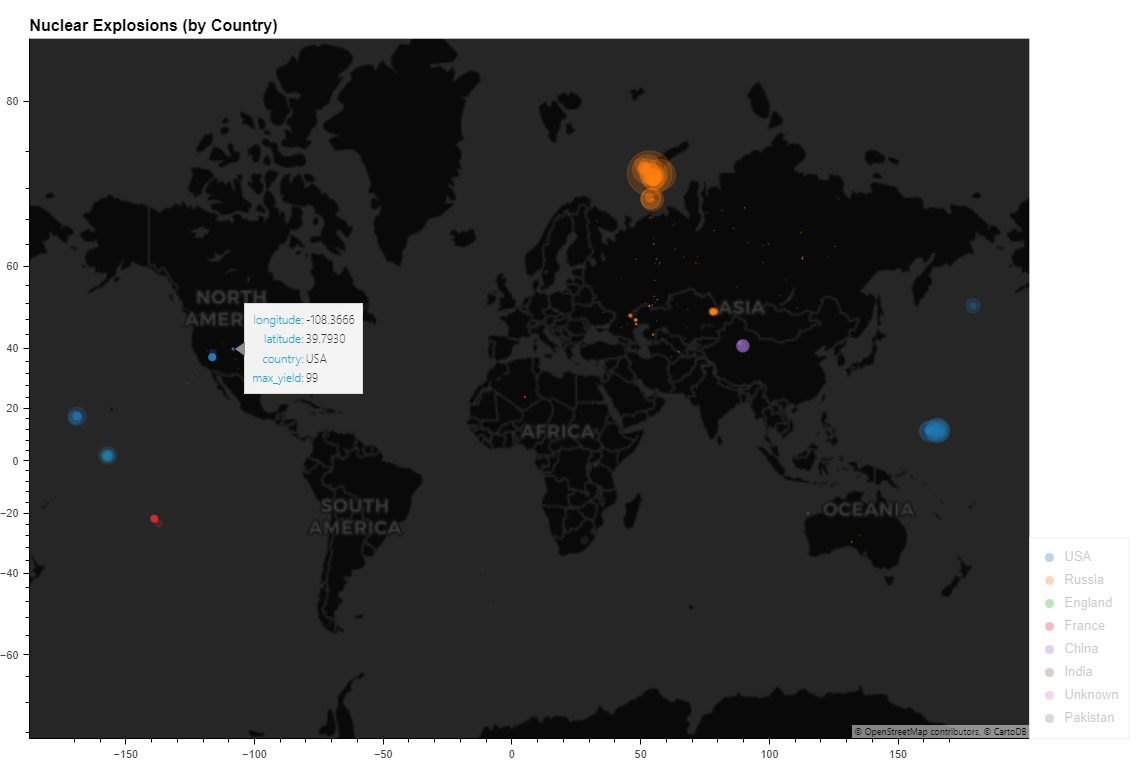 Nuclear Explosions (by Country)
80
60
40
20
0
−20
−40
−60
−150
−100
−50
0
50
100
150
NORTH
AMER
longitude: -108.3666
latitude: 39.7930
country: USA
max_yield: 99
ASIA
AFRICA
SOUTH
AMERICA
OCEANIA
© OpenStreetMap contributors, © CartoDB
USA
Russia
England
France
China
India
Unknown
Pakistan